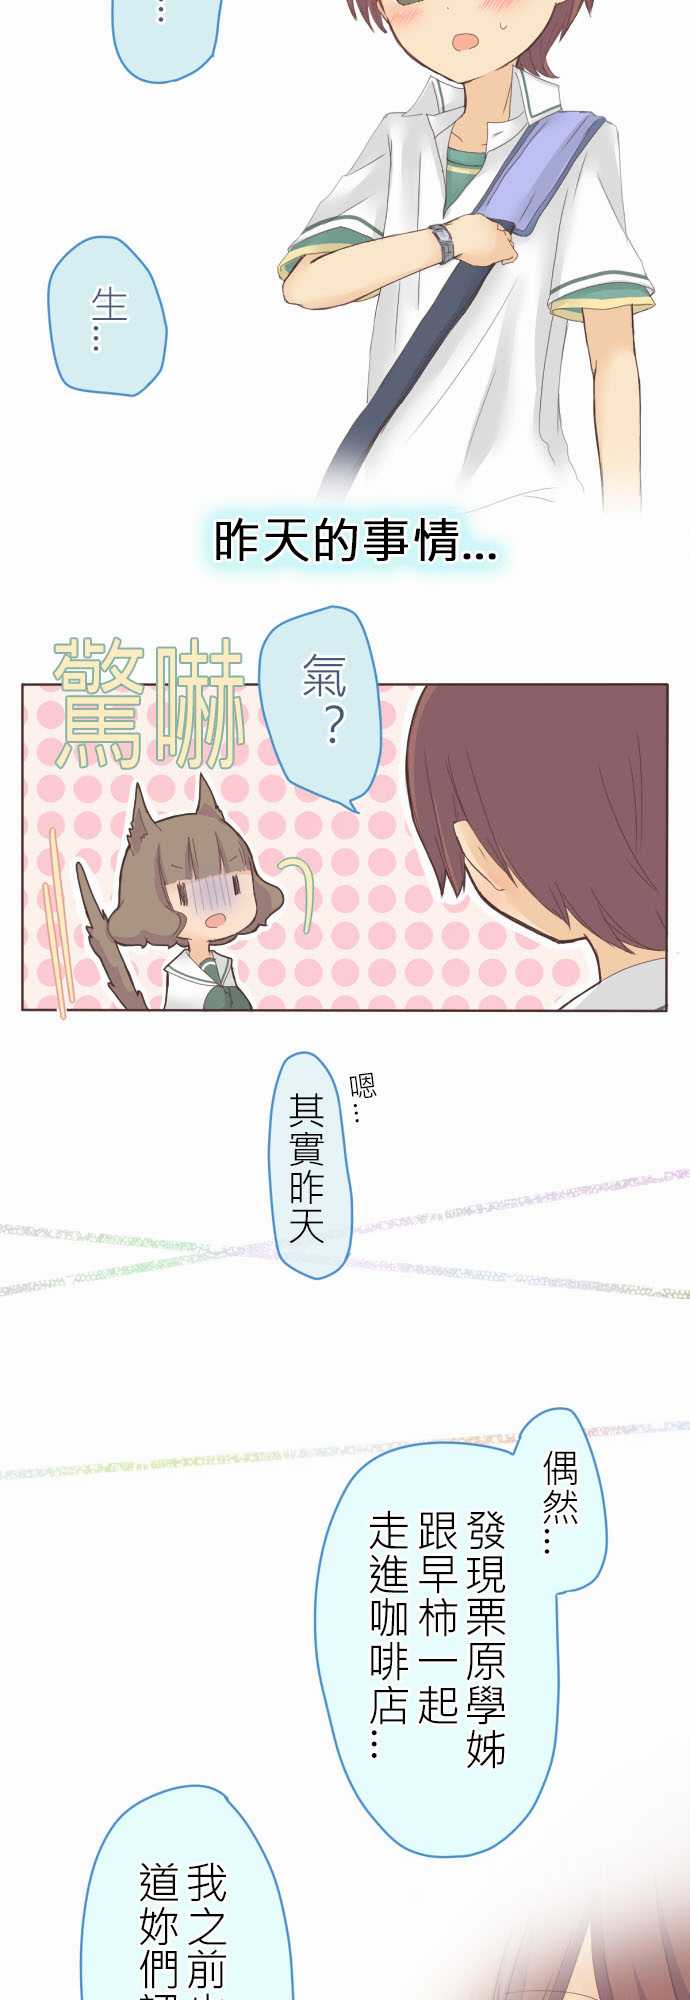 …
生…
昨天的事情…
氣？
驚嚇
嗯…
其實昨天
偶然…
發現栗原學姊
跟早柿一起
走進咖啡店…
我之前
道妳們